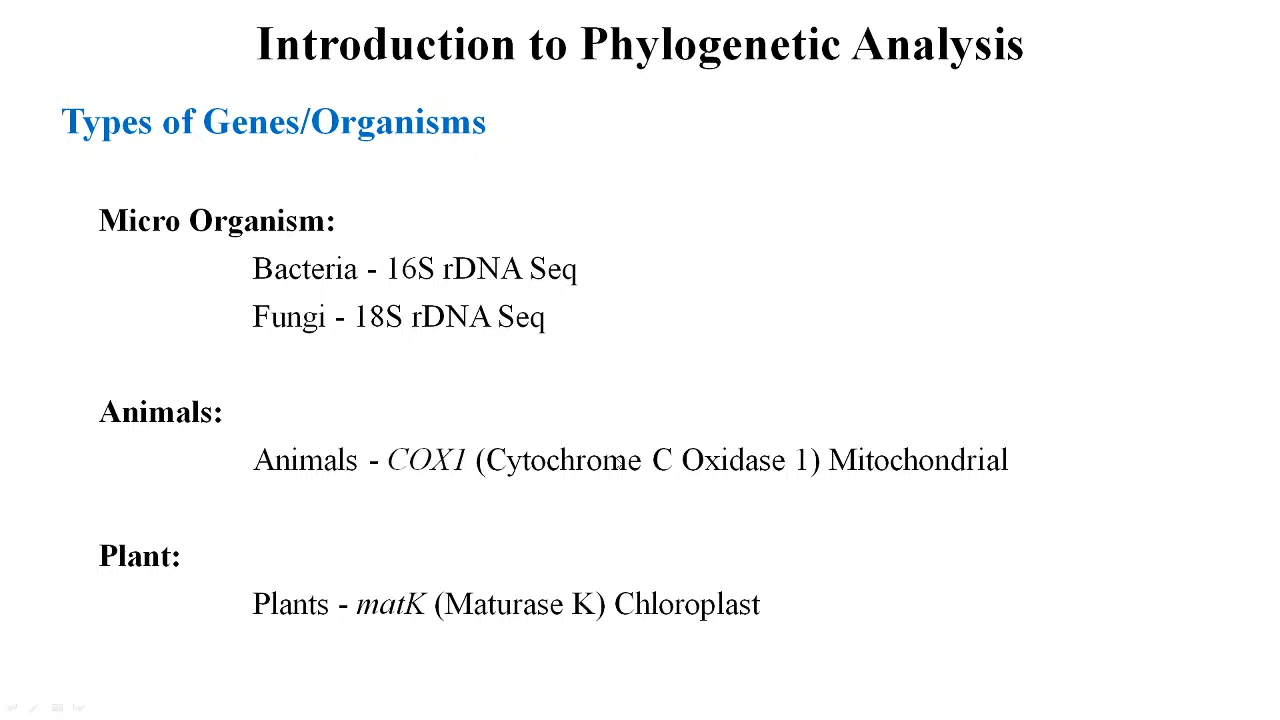 Introduction to Phylogenetic Analysis
Types of Genes/Organisms
Micro Organism:
Bacteria - 16S rDNA Seq
Fungi - 18S rDNA Seq
Animals:
Animals - COX1 (Cytochrome C Oxidase 1) Mitochondrial
Plant:
Plants - matK (Maturase K) Chloroplast